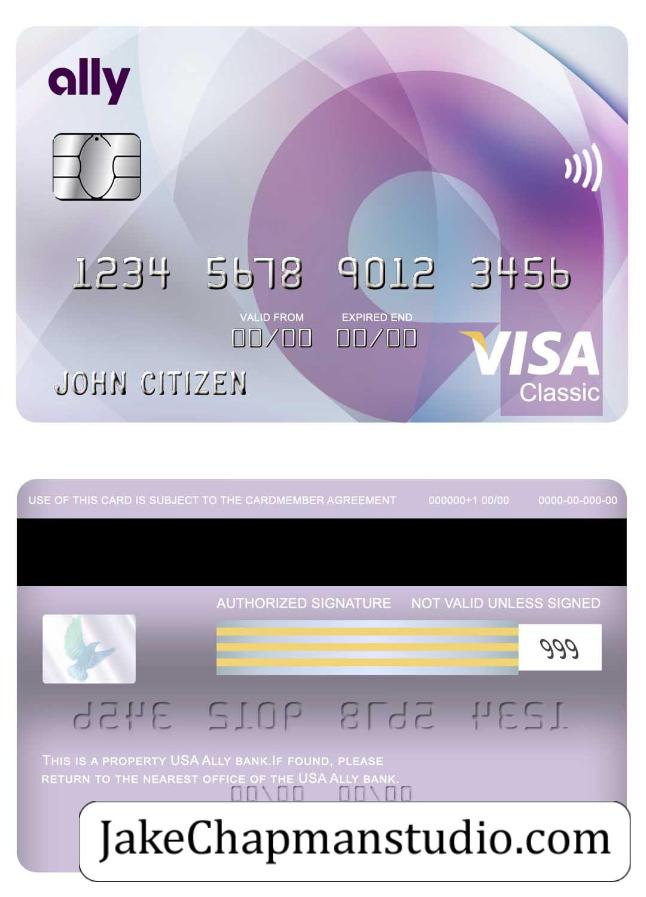 ally
1234 5678 9012 3456
VALID FROM EXPIRED END
00/00 00/00
VISA
JOHN CITIZEN
Classic
USE OF THIS CARD IS SUBJECT TO THE CARDMEMBER AGREEMENT 000000+1 00/00 0000-00-000-00
AUTHORIZED SIGNATURE NOT VALID UNLESS SIGNED
999
THIS IS A PROPERTY USA ALLY BANK.IF FOUND, PLEASE
RETURN TO THE NEAREST OFFICE OF THE USA ALLY BANK.
JakeChapmanstudio.com